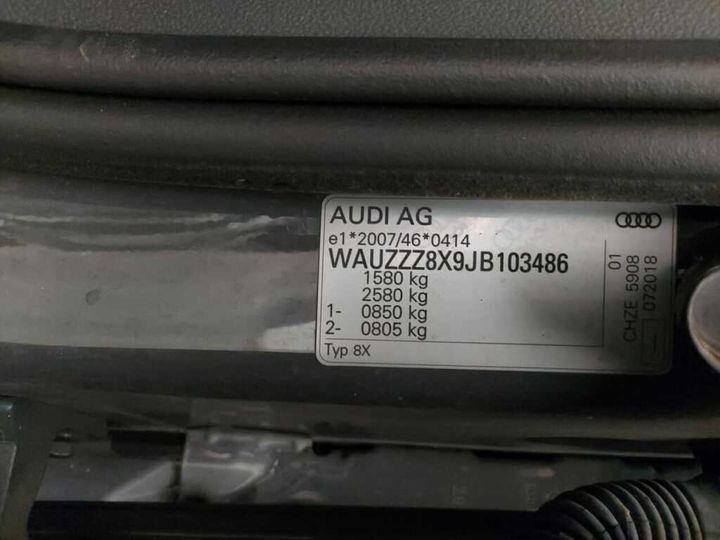 AUDI AG
e1*2007/46*0414
WAUZZZ8X9JB103486
1580 kg
2580 kg
1- 0850 kg
2- 0805 kg
Typ 8X
01
CHZE 5908
072018